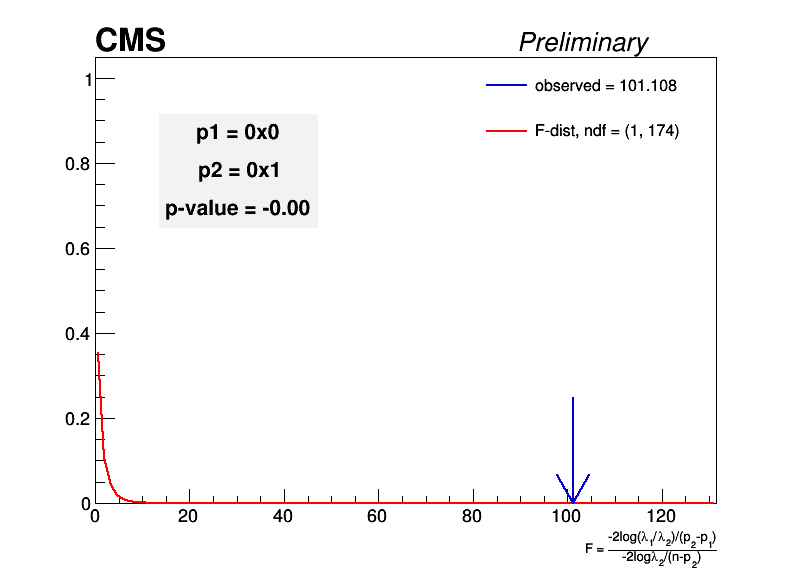 CMS
Preliminary
observed = 101.108
F-dist, ndf = (1, 174)
p1 = 0x0
p2 = 0x1
p-value = -0.00
1
0.8
0.6
0.4
0.2
0
0 20 40 60 80 100 120
F = -2log(λ1/λ2)/(p2-p1)
-2logλ2/(n-p2)